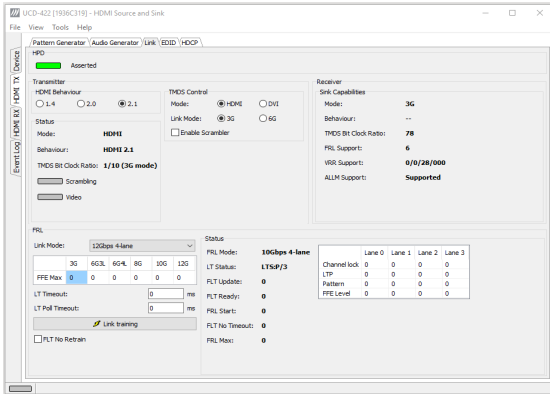 UCD-422 [1936C319] - HDMI Source and Sink
File View Tools Help
Device
HDMI TX
HDMI RX
Event Log
Pattern Generator Audio Generator Link EDID HDCP
HPD
Asserted
Transmitter
HDMI Behaviour
1.4 2.0 2.1
Status
Mode: HDMI
Behaviour: HDMI 2.1
TMDS Bit Clock Ratio: 1/10 (3G mode)
Scrambling
Video
TMDS Control
Mode: HDMI DVI
Link Mode: 3G 6G
Enable Scrambler
Receiver
Sink Capabilities
Mode: 3G
Behaviour: --
TMDS Bit Clock Ratio: 78
FRL Support: 6
VRR Support: 0/0/28/000
ALLM Support: Supported
FRL
Link Mode: 12Gbps 4-lane
3G 6G3L 6G4L 8G 10G 12G
FFE Max 0 0 0 0 0 0
LT Timeout: 0 ms
LT Poll Timeout: 0 ms
Link training
FLT No Retrain
Status
FRL Mode: 10Gbps 4-lane
LT Status: LTS:P/3
FLT Update: 0
FLT Ready: 0
FRL Start: 0
FLT No Timeout: 0
FRL Max: 0
Lane 0 Lane 1 Lane 2 Lane 3
Channel lock 0 0 0 0
LTP 0 0 0 0
Pattern 0 0 0 0
FFE Level 0 0 0 0